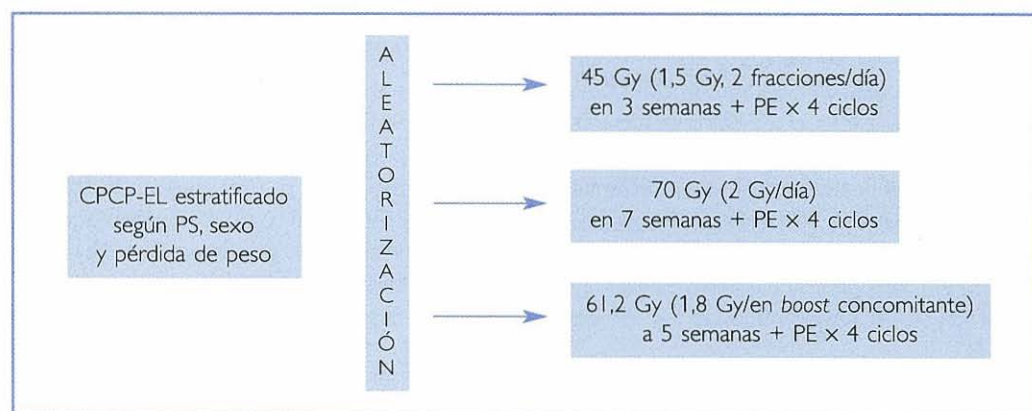 CPCP-EL estratificado
según PS, sexo
y pérdida de peso
ALEATORIZACIÓN
45 Gy (1,5 Gy, 2 fracciones/día)
en 3 semanas + PE × 4 ciclos
70 Gy (2 Gy/día)
en 7 semanas + PE × 4 ciclos
61,2 Gy (1,8 Gy/en boost concomitante)
a 5 semanas + PE × 4 ciclos